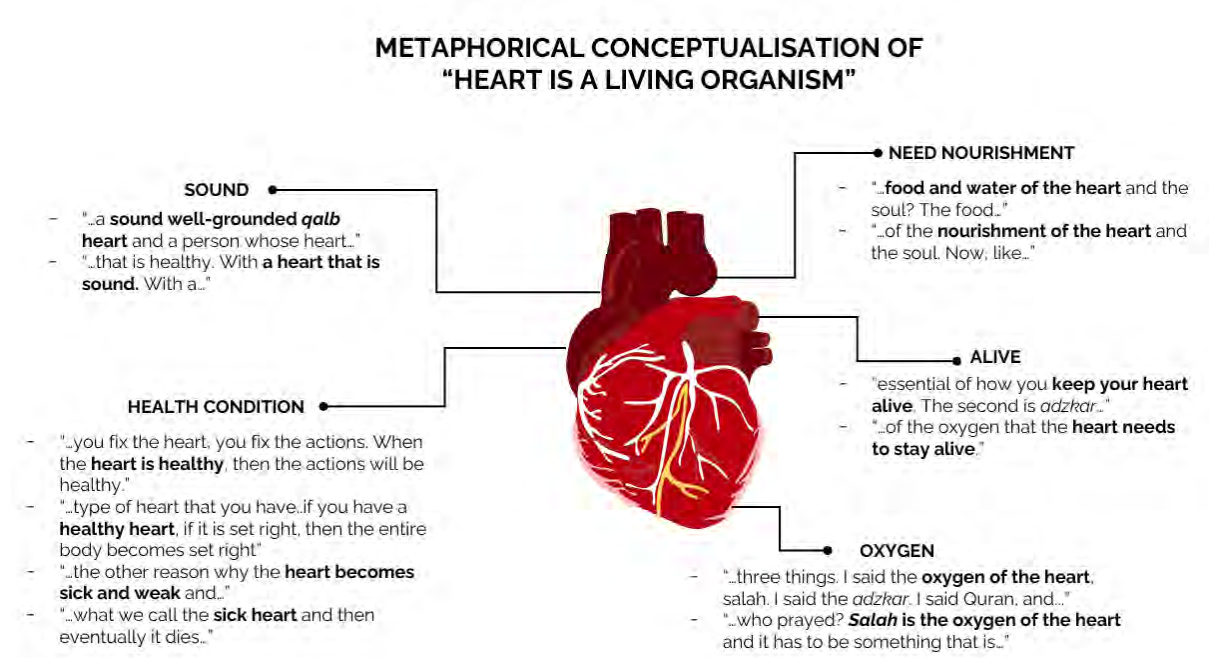 METAPHORICAL CONCEPTUALISATION OF
“HEART IS A LIVING ORGANISM”
SOUND
- “…a sound well-grounded qalb
heart and a person whose heart…”
- “…that is healthy. With a heart that is
sound. With a…”
HEALTH CONDITION
- “…you fix the heart, you fix the actions. When
the heart is healthy, then the actions will be
healthy.”
- “…type of heart that you have..if you have a
healthy heart, if it is set right, then the entire
body becomes set right”
- “…the other reason why the heart becomes
sick and weak and…”
- “…what we call the sick heart and then
eventually it dies…”
NEED NOURISHMENT
- “…food and water of the heart and the
soul? The food…”
- “…of the nourishment of the heart and
the soul. Now, like…”
ALIVE
- “essential of how you keep your heart
alive. The second is adzkar…”
- “…of the oxygen that the heart needs
to stay alive.”
OXYGEN
- “…three things. I said the oxygen of the heart,
salah. I said the adzkar. I said Quran, and...”
- “…who prayed? Salah is the oxygen of the heart
and it has to be something that is…”